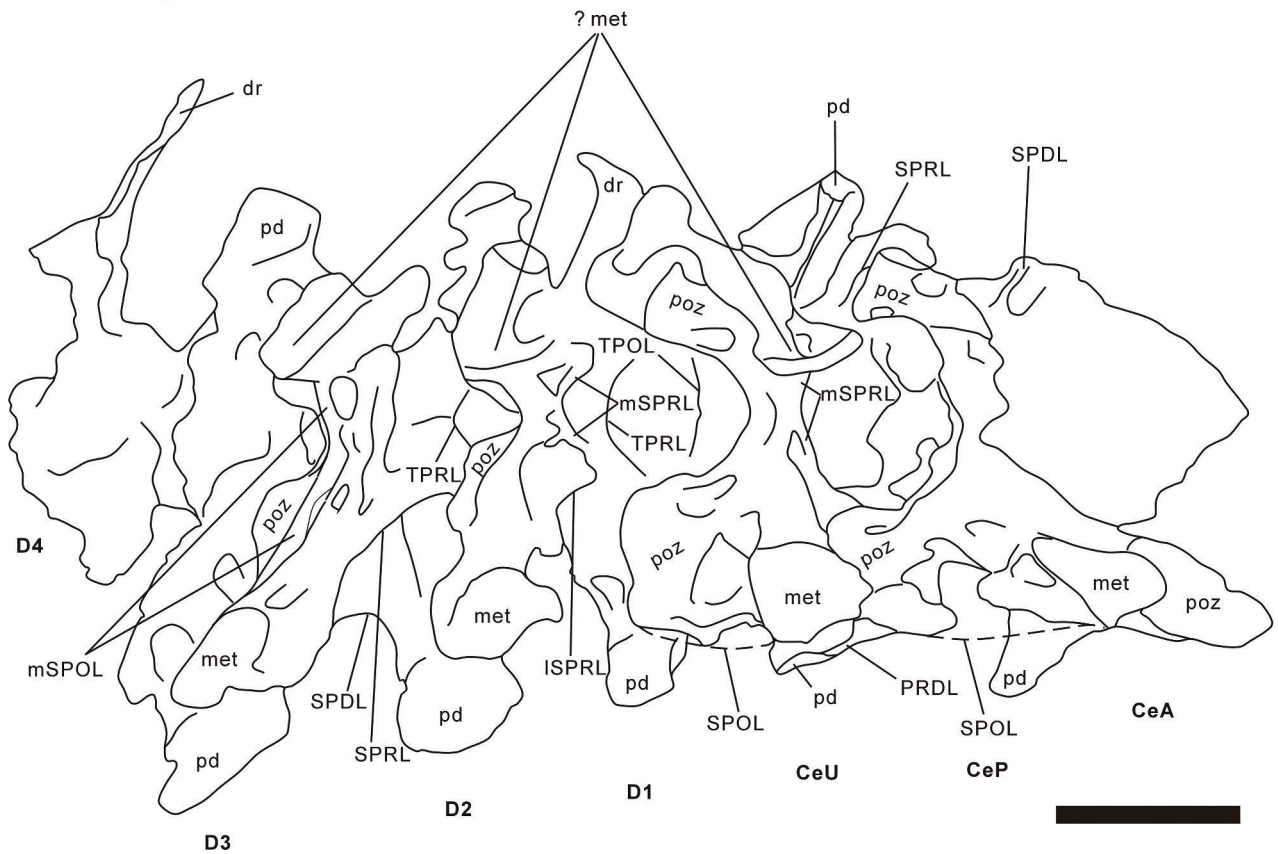 ? met
dr
pd
SPRL
SPDL
dr
pd
poz
poz
TPOL
mSPRL
mSPRL
TPRL
TPRL
poz
poz
D4
poz
poz
met
met
met
poz
mSPOL
met
lSPRL
pd
pd
PRDL
pd
SPDL
pd
SPOL
SPOL
CeA
SPRL
pd
CeU
CeP
D1
D2
D3